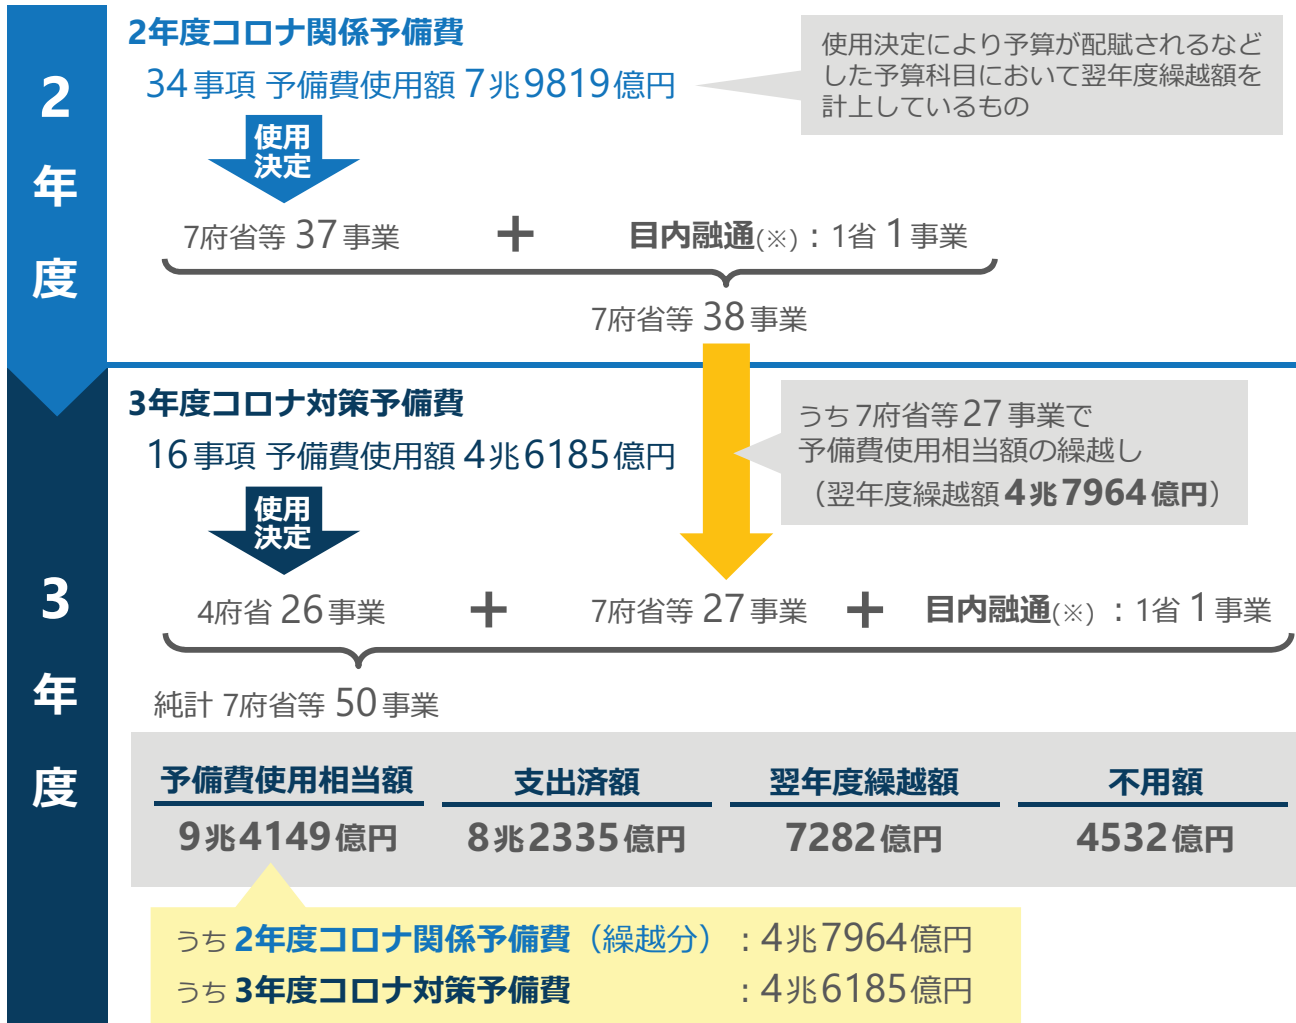 2年度
2年度コロナ関係予備費
34事項 予備費使用額 7兆9819億円
使用決定により予算が配賦されるなど
した予算科目において翌年度繰越額を
計上しているもの
使用
決定
7府省等 37事業 + 目内融通(※):1省 1事業
7府省等 38事業
3年度
3年度コロナ対策予備費
16事項 予備費使用額 4兆6185億円
うち7府省等27事業で
予備費使用相当額の繰越し
(翌年度繰越額4兆7964億円)
使用
決定
4府省 26事業 + 7府省等 27事業 + 目内融通(※):1省 1事業
純計 7府省等 50事業
予備費使用相当額 支出済額 翌年度繰越額 不用額
9兆4149億円 8兆2335億円 7282億円 4532億円
うち 2年度コロナ関係予備費(繰越分):4兆7964億円
うち 3年度コロナ対策予備費 :4兆6185億円